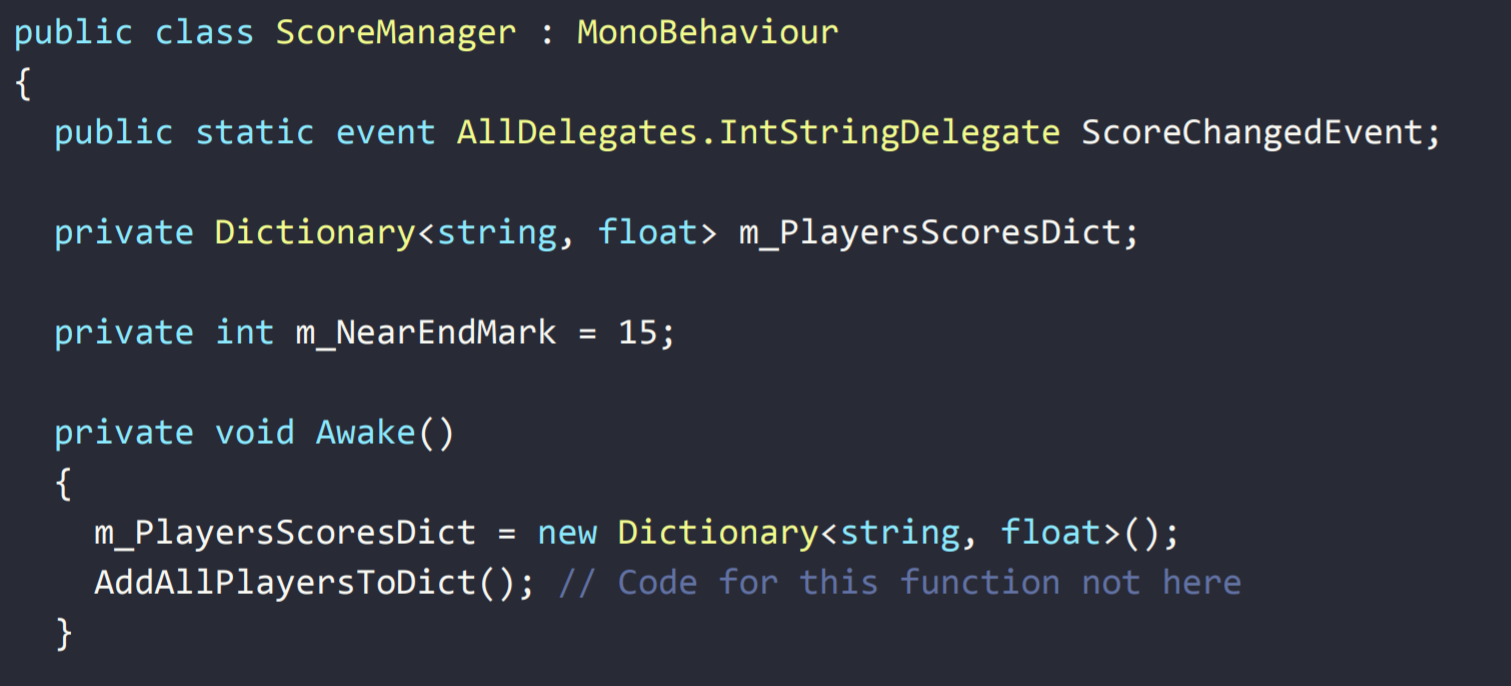 public class ScoreManager : MonoBehaviour
{
public static event AllDelegates.IntStringDelegate ScoreChangedEvent;
private Dictionary<string, float> m_PlayersScoresDict;
private int m_NearEndMark = 15;
private void Awake()
{
m_PlayersScoresDict = new Dictionary<string, float>();
AddAllPlayersToDict(); // Code for this function not here
}